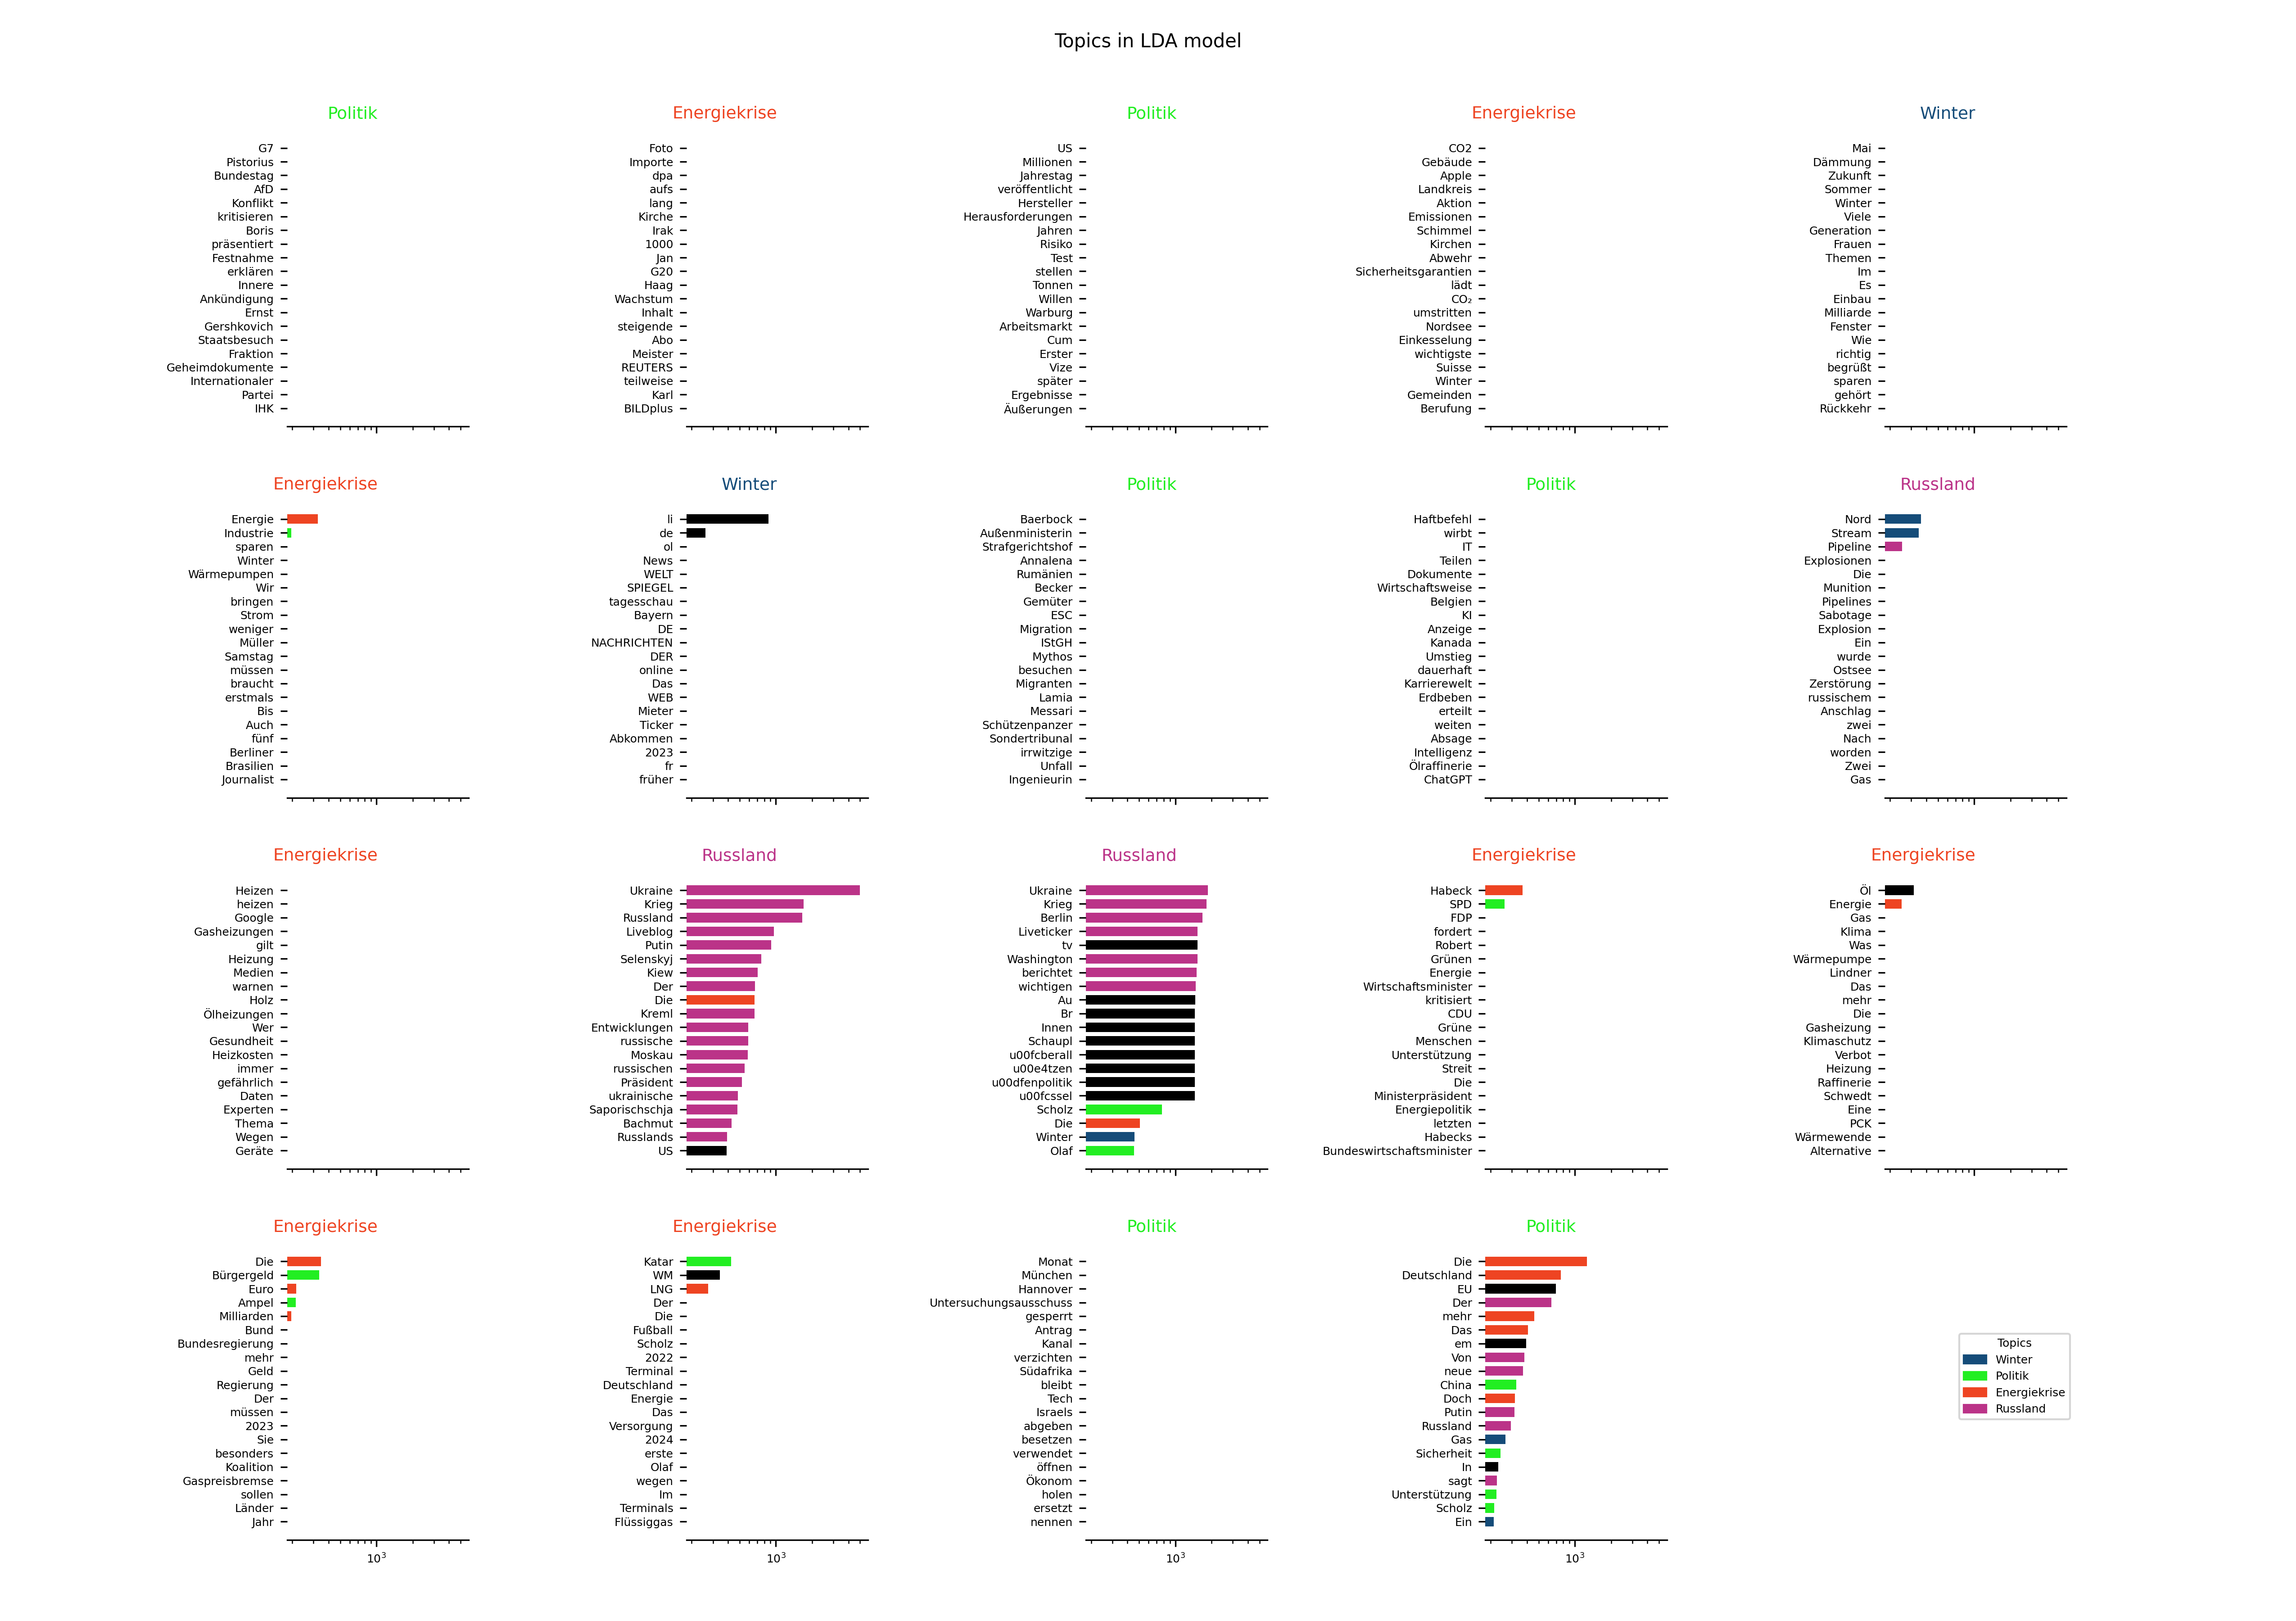 Topics in LDA model
Politik
G7
Pistorius
Bundestag
AfD
Konflikt
kritisieren
Boris
präsentiert
Festnahme
erklären
Innere
Ankündigung
Ernst
Gershkovich
Staatsbesuch
Fraktion
Geheimdokumente
Internationaler
Partei
IHK
Energiekrise
Foto
Importe
dpa
aufs
lang
Kirche
Irak
1000
Jan
G20
Haag
Wachstum
Inhalt
steigende
Abo
Meister
REUTERS
teilweise
Karl
BILDplus
Politik
US
Millionen
Jahrestag
veröffentlicht
Hersteller
Herausforderungen
Jahren
Risiko
Test
stellen
Tonnen
Willen
Warburg
Arbeitsmarkt
Cum
Erster
Vize
später
Ergebnisse
Äußerungen
Energiekrise
CO2
Gebäude
Apple
Landkreis
Aktion
Emissionen
Schimmel
Kirchen
Abwehr
Sicherheitsgarantien
lädt
CO₂
umstritten
Nordsee
Einkesselung
wichtigste
Suisse
Winter
Gemeinden
Berufung
Winter
Mai
Dämmung
Zukunft
Sommer
Winter
Viele
Generation
Frauen
Themen
Im
Es
Einbau
Milliarde
Fenster
Wie
richtig
begrüßt
sparen
gehört
Rückkehr
Energiekrise
Energie
Industrie
sparen
Winter
Wärmepumpen
Wir
bringen
Strom
weniger
Müller
Samstag
müssen
braucht
erstmals
Bis
Auch
fünf
Berliner
Brasilien
Journalist
Winter
li
de
ol
News
WELT
SPIEGEL
tagesschau
Bayern
DE
NACHRICHTEN
DER
online
Das
WEB
Mieter
Ticker
Abkommen
2023
fr
früher
Politik
Baerbock
Außenministerin
Strafgerichtshof
Annalena
Rumänien
Becker
Gemüter
ESC
Migration
IStGH
Mythos
besuchen
Migranten
Lamia
Messari
Schützenpanzer
Sondertribunal
irrwitzige
Unfall
Ingenieurin
Politik
Haftbefehl
wirbt
IT
Teilen
Dokumente
Wirtschaftsweise
Belgien
KI
Anzeige
Kanada
Umstieg
dauerhaft
Karrierewelt
Erdbeben
erteilt
weiten
Absage
Intelligenz
Ölraffinerie
ChatGPT
Russland
Nord
Stream
Pipeline
Explosionen
Die
Munition
Pipelines
Sabotage
Explosion
Ein
wurde
Ostsee
Zerstörung
russischem
Anschlag
zwei
Nach
worden
Zwei
Gas
Energiekrise
Heizen
heizen
Google
Gasheizungen
gilt
Heizung
Medien
warnen
Holz
Ölheizungen
Wer
Gesundheit
Heizkosten
immer
gefährlich
Daten
Experten
Thema
Wegen
Geräte
Russland
Ukraine
Krieg
Russland
Liveblog
Putin
Selenskyj
Kiew
Der
Die
Kreml
Entwicklungen
russische
Moskau
russischen
Präsident
ukrainische
Saporischschja
Bachmut
Russlands
US
Russland
Ukraine
Krieg
Berlin
Liveticker
tv
Washington
berichtet
wichtigen
Au
Br
Innen
Schaupl
u00fcberall
u00e4tzen
u00dfenpolitik
u00fcssel
Scholz
Die
Winter
Olaf
Energiekrise
Habeck
SPD
FDP
fordert
Robert
Grünen
Energie
Wirtschaftsminister
kritisiert
CDU
Grüne
Menschen
Unterstützung
Streit
Die
Ministerpräsident
Energiepolitik
letzten
Habecks
Bundeswirtschaftsminister
Energiekrise
Öl
Energie
Gas
Klima
Was
Wärmepumpe
Lindner
Das
mehr
Die
Gasheizung
Klimaschutz
Verbot
Heizung
Raffinerie
Schwedt
Eine
PCK
Wärmewende
Alternative
Energiekrise
Die
Bürgergeld
Euro
Ampel
Milliarden
Bund
Bundesregierung
mehr
Geld
Regierung
Der
müssen
2023
Sie
besonders
Koalition
Gaspreisbremse
sollen
Länder
Jahr
10³
Energiekrise
Katar
WM
LNG
Der
Die
Fußball
Scholz
2022
Terminal
Deutschland
Energie
Das
Versorgung
2024
erste
Olaf
wegen
Im
Terminals
Flüssiggas
10³
Politik
Monat
München
Hannover
Untersuchungsausschuss
gesperrt
Antrag
Kanal
verzichten
Südafrika
bleibt
Tech
Israels
abgeben
besetzen
verwendet
öffnen
Ökonom
holen
ersetzt
nennen
10³
Politik
Die
Deutschland
EU
Der
mehr
Das
em
Von
neue
China
Doch
Putin
Russland
Gas
Sicherheit
In
sagt
Unterstützung
Scholz
Ein
10³
Topics
Winter
Politik
Energiekrise
Russland